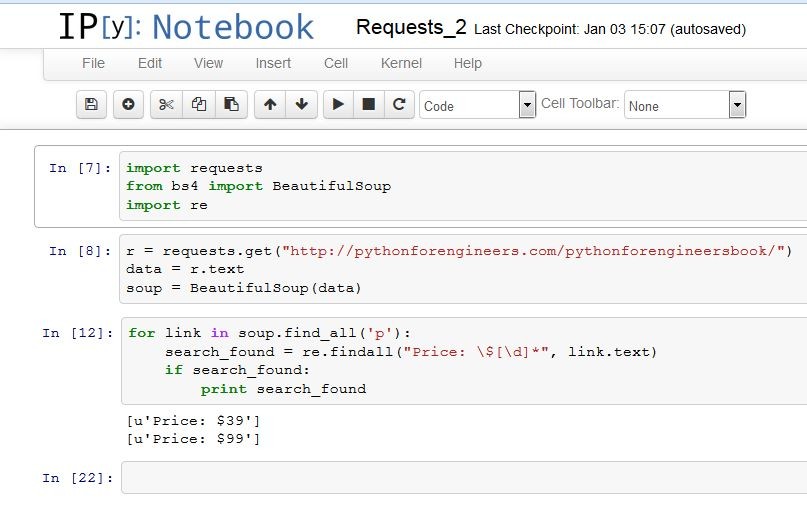 IP[y]: Notebook Requests_2 Last Checkpoint: Jan 03 15:07 (autosaved)
File Edit View Insert Cell Kernel Help
Code Cell Toolbar: None
In [7]: import requests
from bs4 import BeautifulSoup
import re
In [8]: r = requests.get("http://pythonforengineers.com/pythonforengineersbook/")
data = r.text
soup = BeautifulSoup(data)
In [12]: for link in soup.find_all('p'):
    search_found = re.findall("Price: \$[\d]*", link.text)
    if search_found:
        print search_found
[u'Price: $39']
[u'Price: $99']
In [22]: